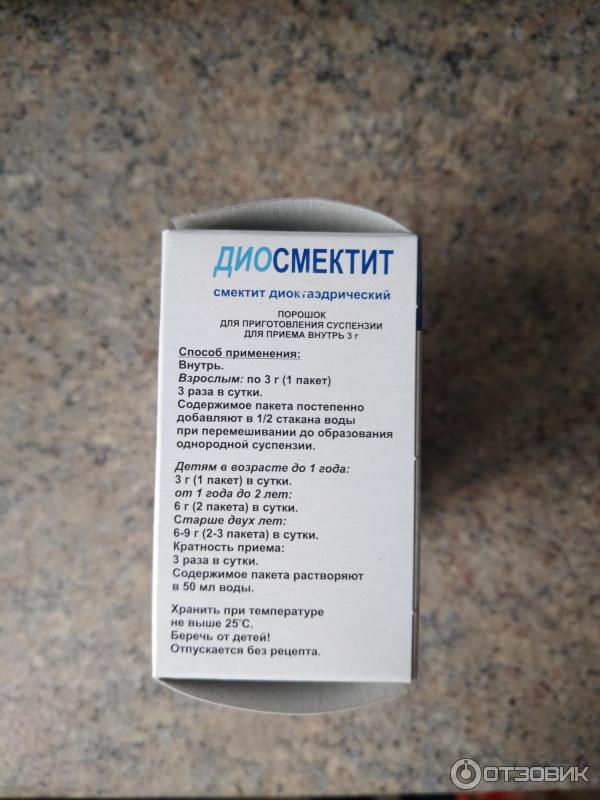 ДИОСМЕКТИТ
смектит диоктаэдрический
ПОРОШОК
ДЛЯ ПРИГОТОВЛЕНИЯ СУСПЕНЗИИ
ДЛЯ ПРИЕМА ВНУТРЬ 3 г
Способ применения:
Внутрь.
Взрослым: по 3 г (1 пакет)
3 раза в сутки.
Содержимое пакета постепенно
добавляют в 1/2 стакана воды
при перемешивании до образования
однородной суспензии.
Детям в возрасте до 1 года:
3 г (1 пакет) в сутки.
от 1 года до 2 лет:
6 г (2 пакета) в сутки.
Старше двух лет:
6-9 г (2-3 пакета) в сутки.
Кратность приема:
3 раза в сутки.
Содержимое пакета растворяют
в 50 мл воды.
Хранить при температуре
не выше 25°С.
Беречь от детей!
Отпускается без рецепта.
ОТЗОВИК